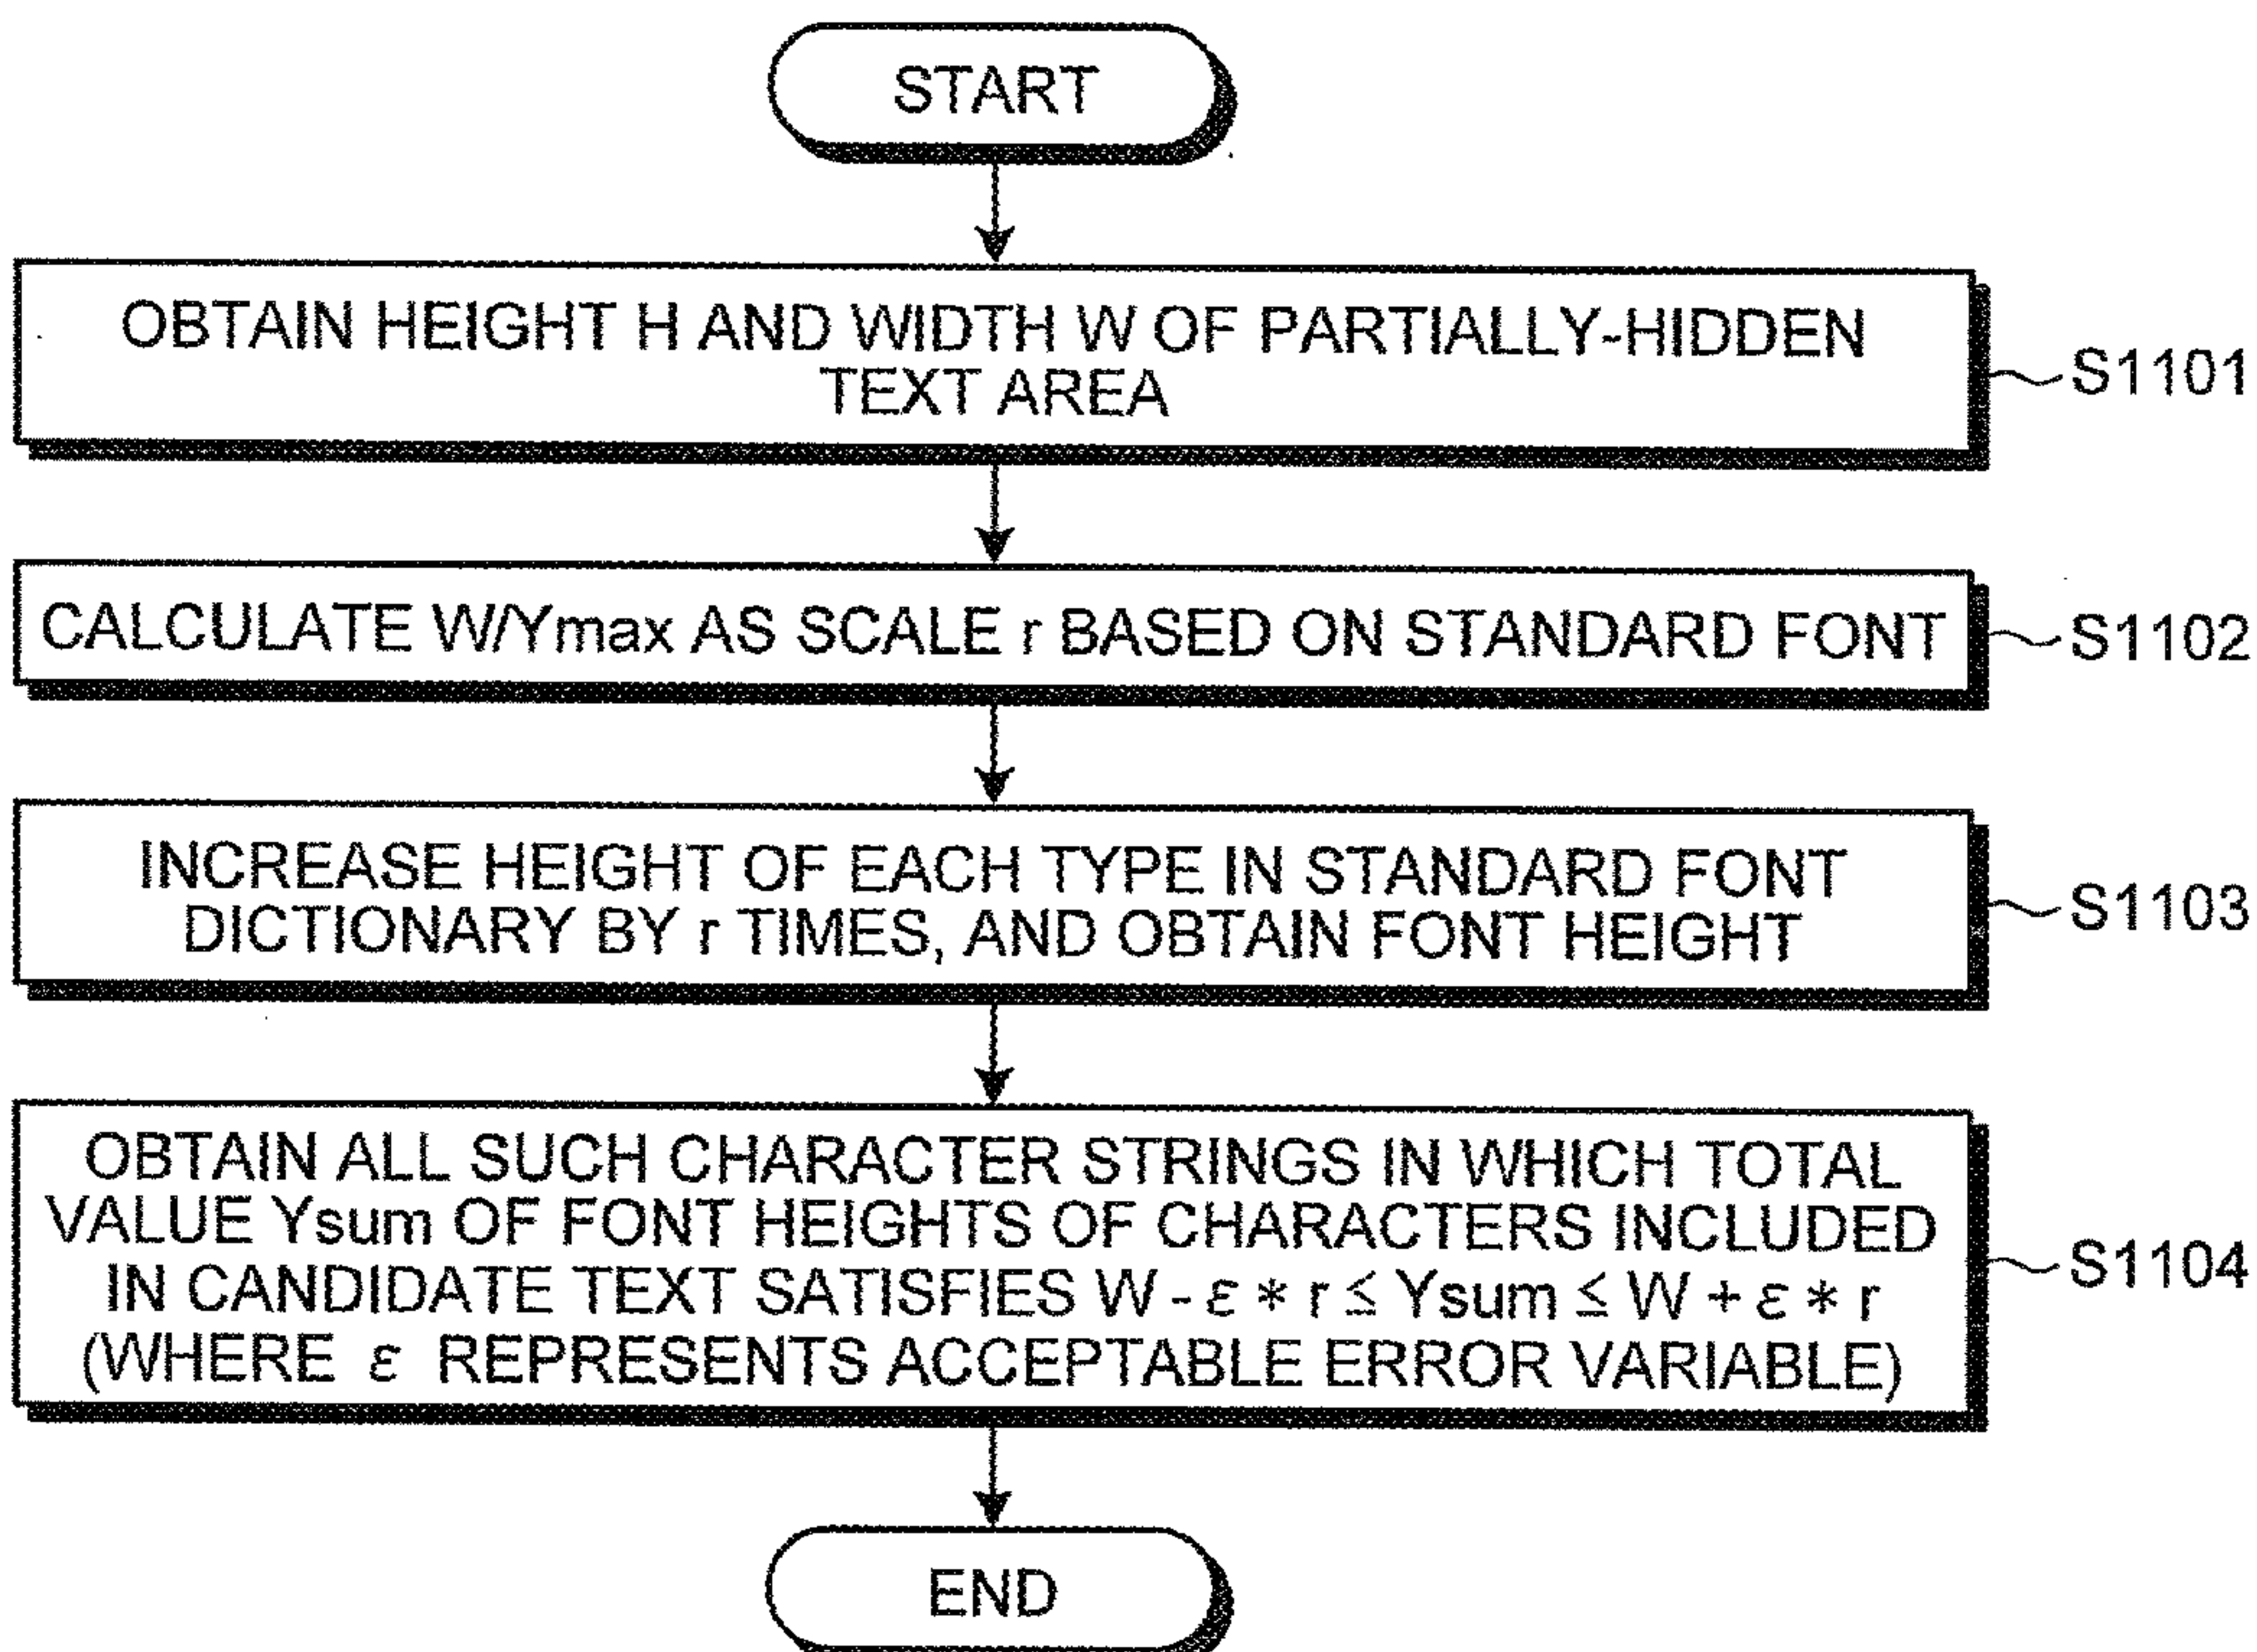 START
OBTAIN HEIGHT H AND WIDTH W OF PARTIALLY-HIDDEN
TEXT AREA
S1101
CALCULATE W/Ymax AS SCALE r BASED ON STANDARD FONT
S1102
INCREASE HEIGHT OF EACH TYPE IN STANDARD FONT
DICTIONARY BY r TIMES, AND OBTAIN FONT HEIGHT
S1103
OBTAIN ALL SUCH CHARACTER STRINGS IN WHICH TOTAL
VALUE Ysum OF FONT HEIGHTS OF CHARACTERS INCLUDED
IN CANDIDATE TEXT SATISFIES W - ε * r ≦ Ysum ≦ W + ε * r
(WHERE ε REPRESENTS ACCEPTABLE ERROR VARIABLE)
S1104
END